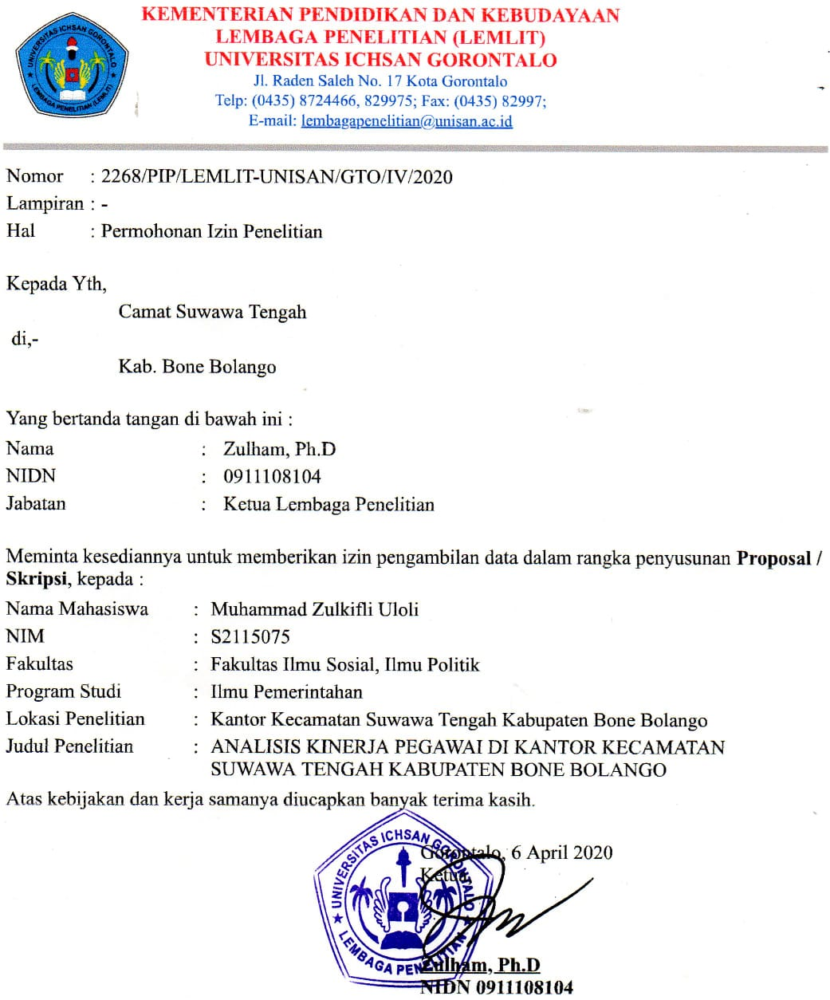 KEMENTERIAN PENDIDIKAN DAN KEBUDAYAAN
LEMBAGA PENELITIAN (LEMLIT)
UNIVERSITAS ICHSAN GORONTALO
Jl. Raden Saleh No. 17 Kota Gorontalo
Telp: (0435) 8724466, 829975; Fax: (0435) 82997;
E-mail: lembagapenelitian@unisan.ac.id
UNIVERSITAS ICHSAN GORONTALO
LEMBAGA PENELITIAN (LEMLIT)
Nomor : 2268/PIP/LEMLIT-UNISAN/GTO/IV/2020
Lampiran : -
Hal : Permohonan Izin Penelitian
Kepada Yth,
Camat Suwawa Tengah
di,-
Kab. Bone Bolango
Yang bertanda tangan di bawah ini :
Nama : Zulham, Ph.D
NIDN : 0911108104
Jabatan : Ketua Lembaga Penelitian
Meminta kesediannya untuk memberikan izin pengambilan data dalam rangka penyusunan Proposal /
Skripsi, kepada :
Nama Mahasiswa : Muhammad Zulkifli Uloli
NIM : S2115075
Fakultas : Fakultas Ilmu Sosial, Ilmu Politik
Program Studi : Ilmu Pemerintahan
Lokasi Penelitian : Kantor Kecamatan Suwawa Tengah Kabupaten Bone Bolango
Judul Penelitian : ANALISIS KINERJA PEGAWAI DI KANTOR KECAMATAN
SUWAWA TENGAH KABUPATEN BONE BOLANGO
Atas kebijakan dan kerja samanya diucapkan banyak terima kasih.
Gorontalo, 6 April 2020
Ketua
UNIVERSITAS ICHSAN GORONTALO
LEMBAGA PENELITIAN
Zulham, Ph.D
NIDN 0911108104